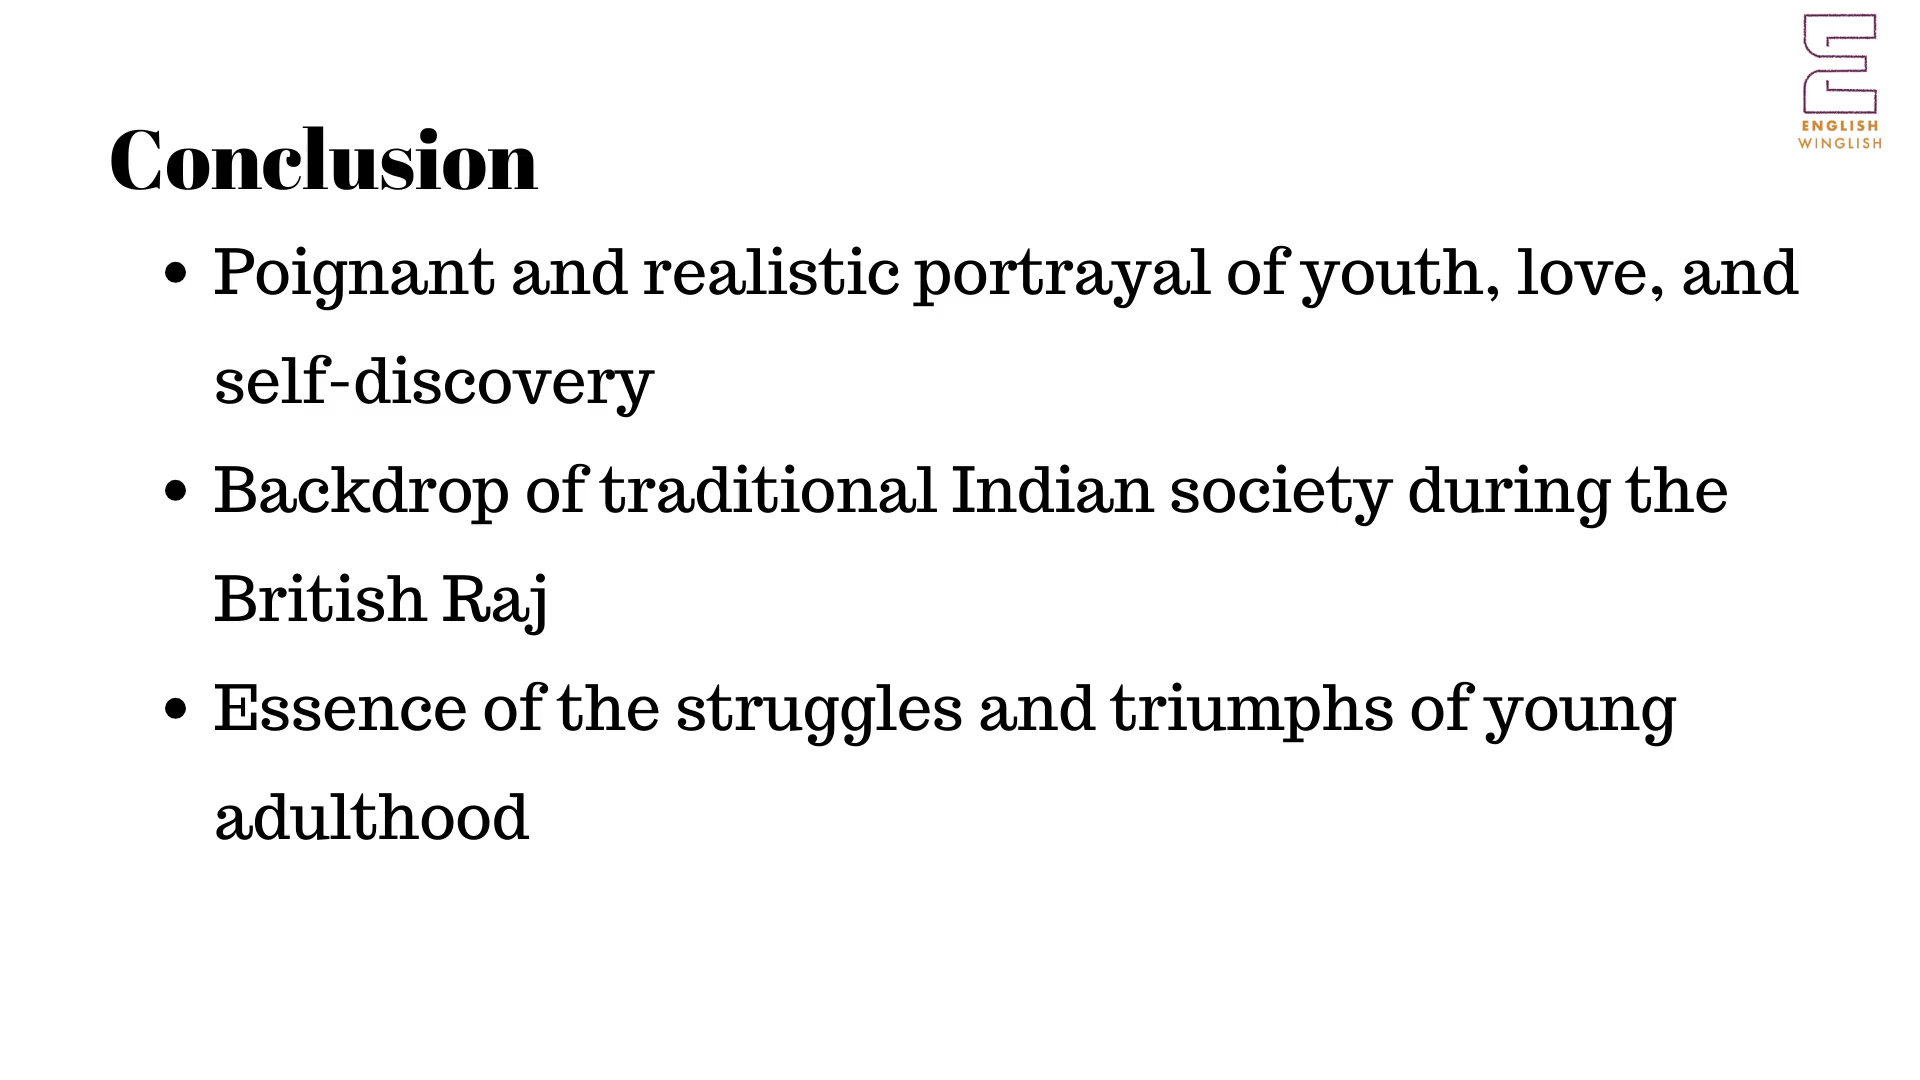 ENGLISH
WINGLISH
Conclusion
• Poignant and realistic portrayal of youth, love, and
self-discovery
• Backdrop of traditional Indian society during the
British Raj
• Essence of the struggles and triumphs of young
adulthood